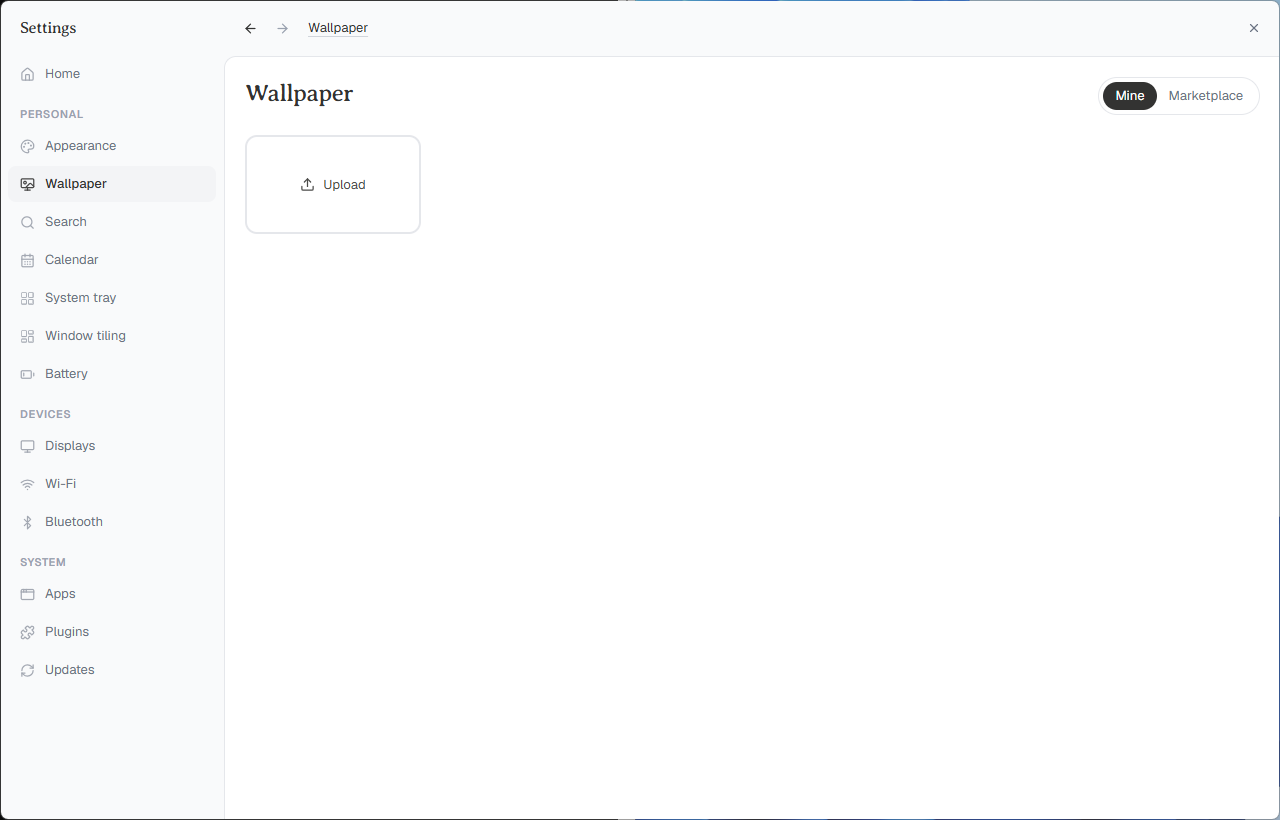 Settings
Wallpaper
Home
PERSONAL
Appearance
Wallpaper
Search
Calendar
System tray
Window tiling
Battery
DEVICES
Displays
Wi-Fi
Bluetooth
SYSTEM
Apps
Plugins
Updates
Wallpaper
Mine Marketplace
Upload